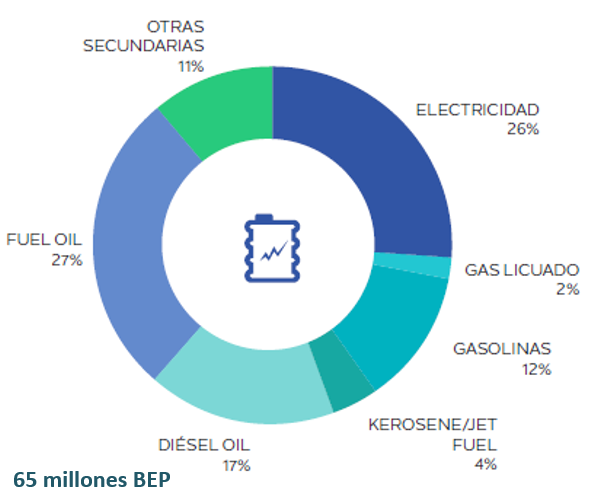 OTRAS
SECUNDARIAS
11%
ELECTRICIDAD
26%
GAS LICUADO
2%
GASOLINAS
12%
KEROSENE/JET
FUEL
4%
DIÉSEL OIL
17%
FUEL OIL
27%
65 millones BEP